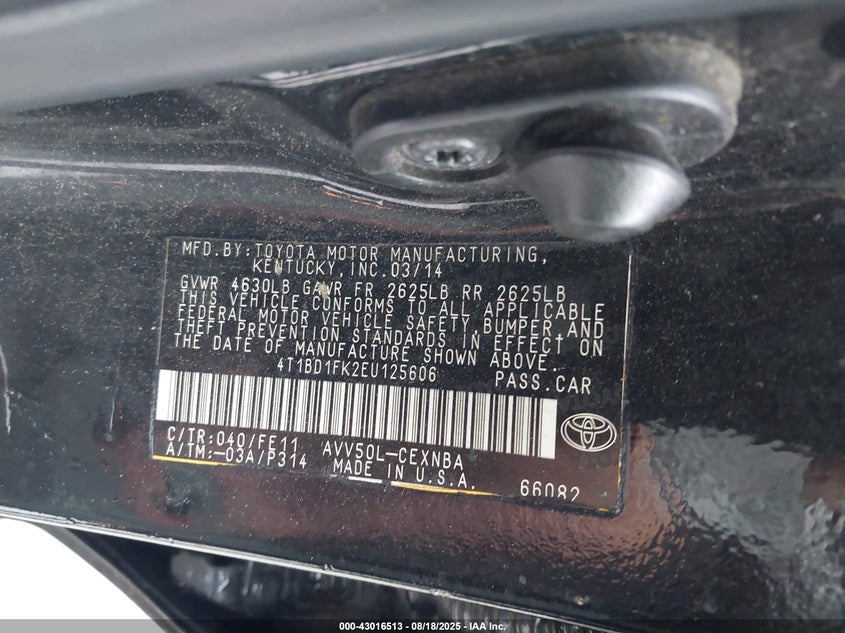 MFD.BY:TOYOTA MOTOR MANUFACTURING,
KENTUCKY,INC.03/14
GVWR 4630LB GAWR FR 2625LB RR 2625LB
THIS VEHICLE CONFORMS TO ALL APPLICABLE
FEDERAL MOTOR VEHICLE SAFETY,BUMPER,AND
THEFT PREVENTION STANDARDS IN EFFECT ON
THE DATE OF MANUFACTURE SHOWN ABOVE.
4T1BD1FK2EU125606 PASS.CAR
C/TR:040/FE11 AVV50L-CEXNBA
A/TM:-03A/P314 MADE IN U.S.A. 66082
000-43016513 - 08/18/2025 - IAA Inc.